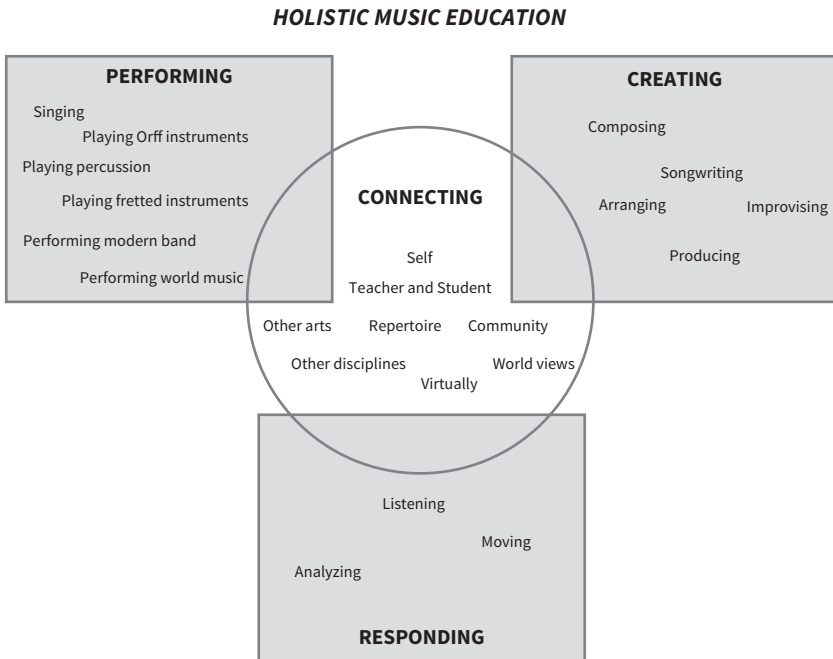 HOLISTIC MUSIC EDUCATION
PERFORMING
Singing
Playing Orff instruments
Playing percussion
Playing fretted instruments
Performing modern band
Performing world music
CREATING
Composing
Songwriting
Arranging
Improvising
Producing
CONNECTING
Self
Teacher and Student
Other arts
Repertoire
Community
Other disciplines
World views
Virtually
Listening
Moving
Analyzing
RESPONDING